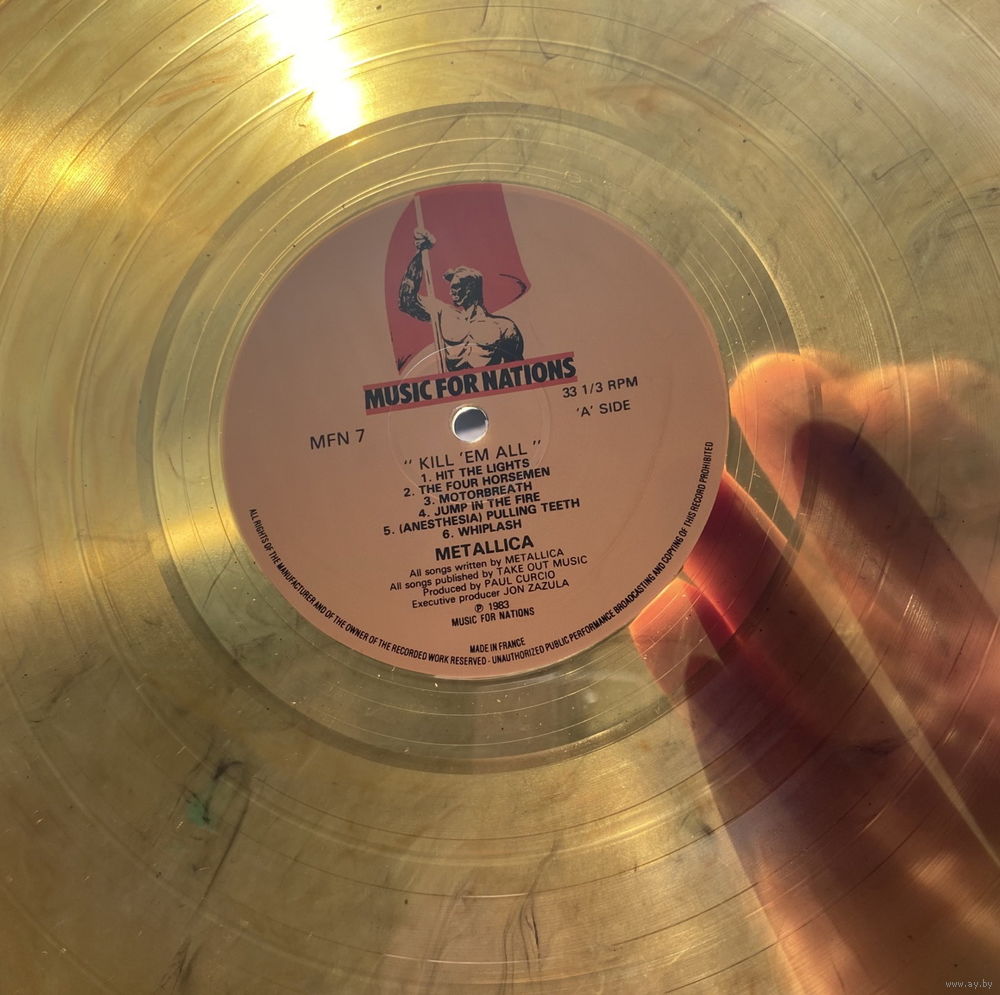 MUSIC FOR NATIONS
33 1/3 RPM
'A' SIDE
MFN 7
" KILL 'EM ALL "
1. HIT THE LIGHTS
2. THE FOUR HORSEMEN
3. MOTORBREATH
4. JUMP IN THE FIRE
5. (ANESTHESIA) PULLING TEETH
6. WHIPLASH
METALLICA
All songs written by METALLICA
All songs published by TAKE OUT MUSIC
Produced by PAUL CURCIO
Executive producer JON ZAZULA
℗ 1983
MUSIC FOR NATIONS
MADE IN FRANCE
ALL RIGHTS OF THE MANUFACTURER AND OF THE OWNER OF THE RECORDED WORK RESERVED - UNAUTHORIZED PUBLIC PERFORMANCE BROADCASTING AND COPYING OF THIS RECORD PROHIBITED
www.ay.by